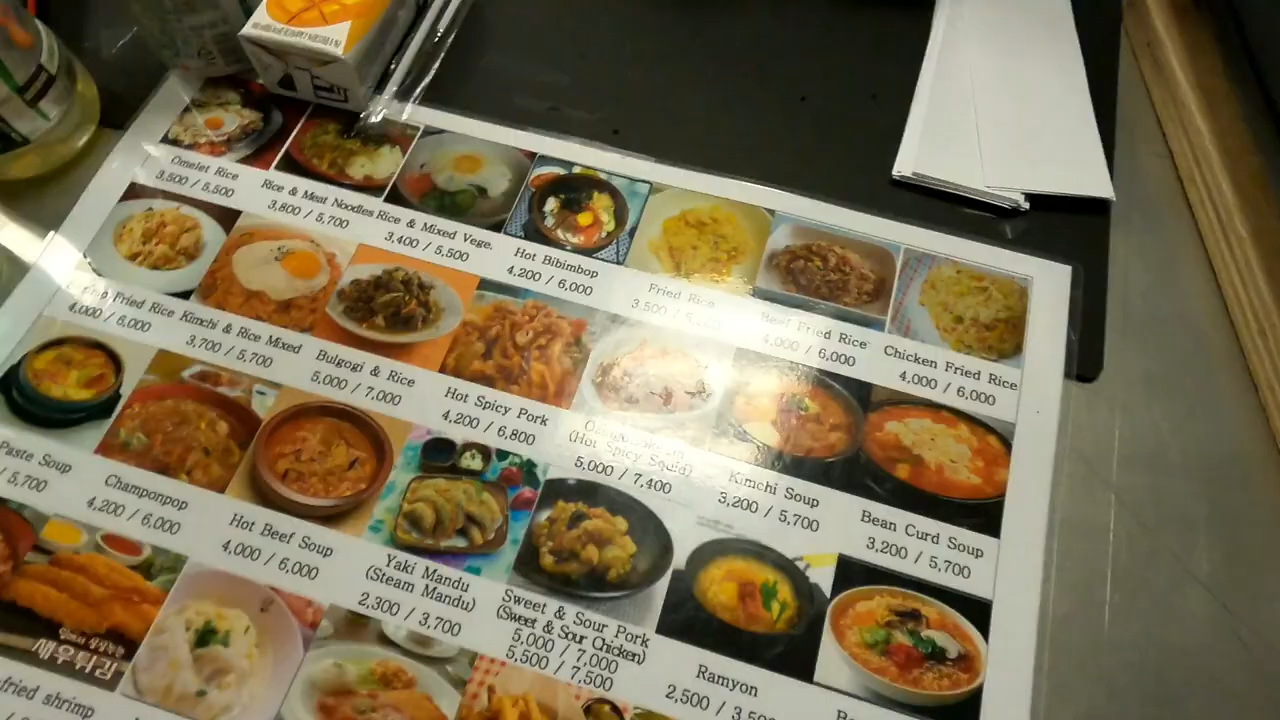 Omelet Rice
3,500 / 5,500
Rice & Meat Noodles
3,800 / 5,700
Rice & Mixed Vege.
3,400 / 5,500
Hot Bibimbop
4,200 / 6,000
Fried Rice
3,500 /
Beef Fried Rice
4,000 / 6,000
Chicken Fried Rice
4,000 / 6,000
Fried Rice
4,000 / 6,000
Kimchi & Rice Mixed
3,700 / 5,700
Bulgogi & Rice
5,000 / 7,000
Hot Spicy Pork
4,200 / 6,800
(Hot Spicy Squid)
5,000 / 7,400
Kimchi Soup
3,200 / 5,700
Bean Curd Soup
3,200 / 5,700
Paste Soup
/ 5,700
Champonpop
4,200 / 6,000
Hot Beef Soup
4,000 / 6,000
Yaki Mandu
(Steam Mandu)
2,300 / 3,700
Sweet & Sour Pork
(Sweet & Sour Chicken)
5,000 / 7,000
5,500 / 7,500
Ramyon
2,500 /
새우튀김
fried shrimp